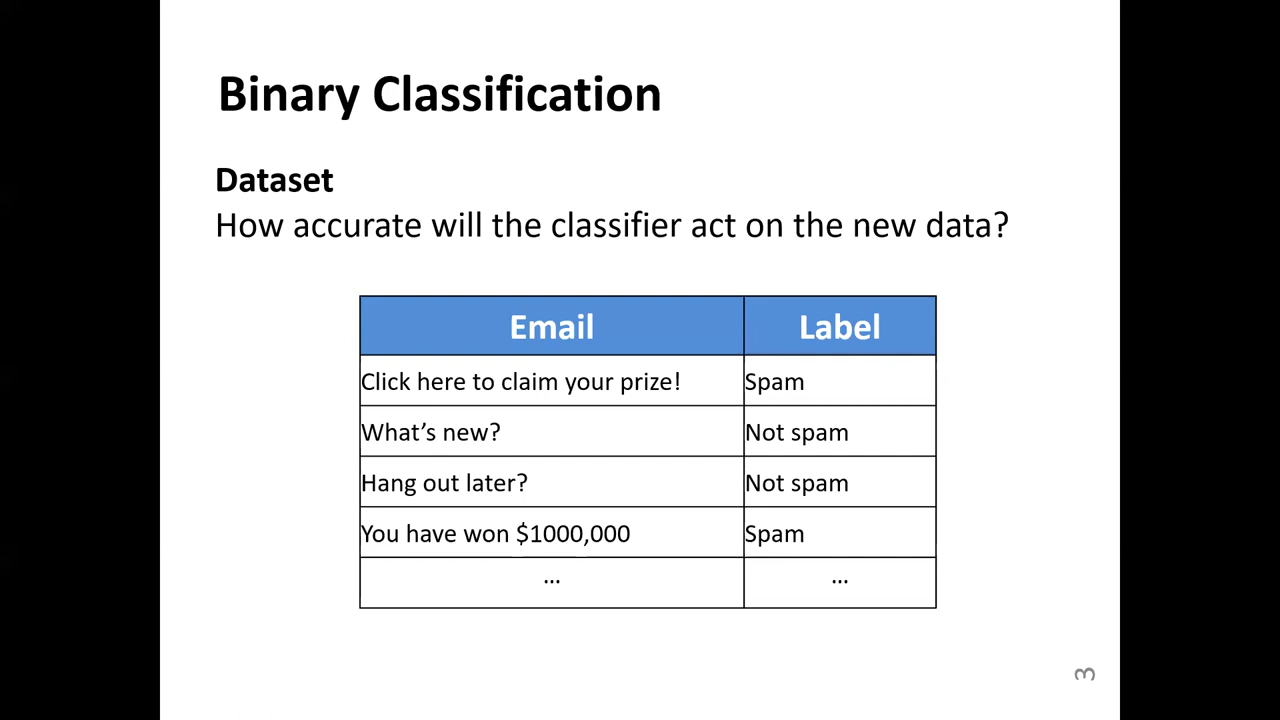 Binary Classification
Dataset
How accurate will the classifier act on the new data?
Email Label
Click here to claim your prize! Spam
What’s new? Not spam
Hang out later? Not spam
You have won $1000,000 Spam
... ...
3